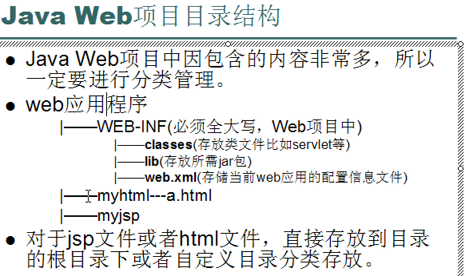 Java Web项目目录结构
● Java Web项目中因包含的内容非常多，所以
一定要进行分类管理。
● web应用程序
|——WEB-INF(必须全大写，Web项目中)
|——classes(存放类文件比如servlet等)
|——lib(存放所需jar包)
|——web.xml(存储当前web应用的配置信息文件)
|——myhtml---a.html
|——myjsp
● 对于jsp文件或者html文件，直接存放到目录
的根目录下或者自定义目录分类存放。